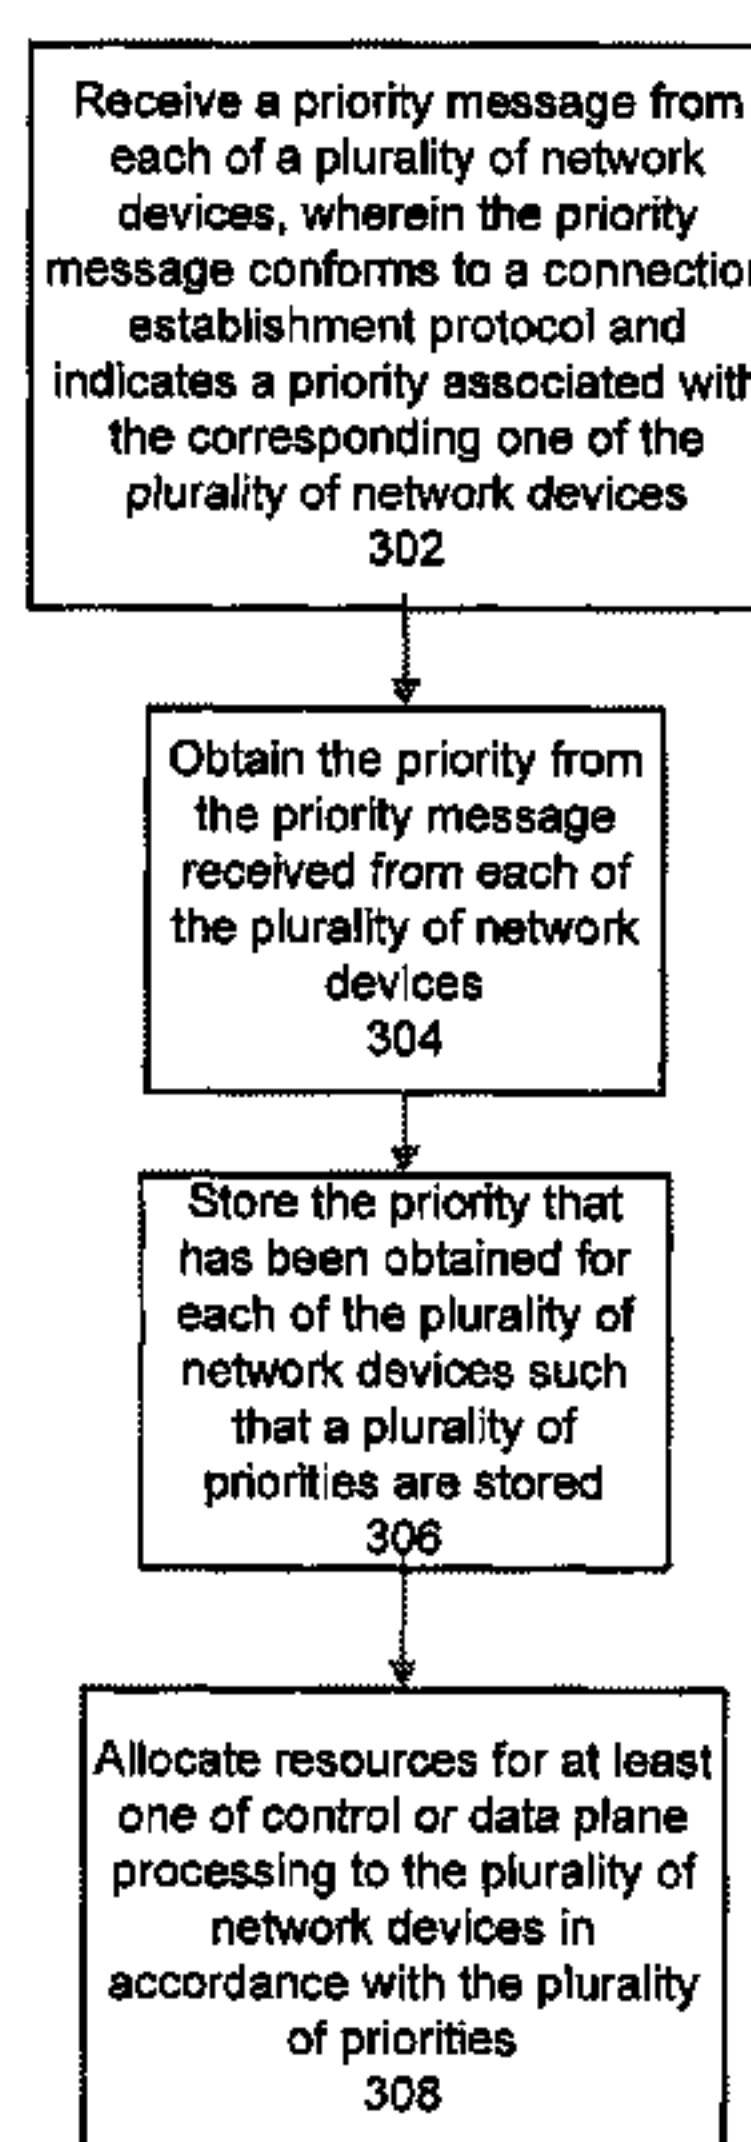 Receive a priority message from
each of a plurality of network
devices, wherein the priority
message conforms to a connection
establishment protocol and
indicates a priority associated with
the corresponding one of the
plurality of network devices
302
Obtain the priority from
the priority message
received from each of
the plurality of network
devices
304
Store the priority that
has been obtained for
each of the plurality of
network devices such
that a plurality of
priorities are stored
306
Allocate resources for at least
one of control or data plane
processing to the plurality of
network devices in
accordance with the plurality
of priorities
308